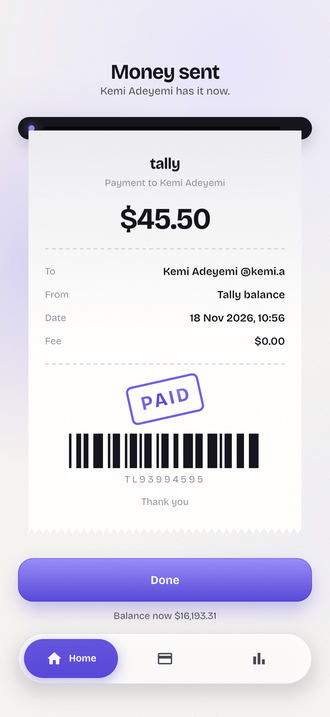 Money sent
Kemi Adeyemi has it now.
tally
Payment to Kemi Adeyemi
$45.50
To Kemi Adeyemi @kemi.a
From Tally balance
Date 18 Nov 2026, 10:56
Fee $0.00
PAID
TL93994595
Thank you
Done
Balance now $16,193.31
Home